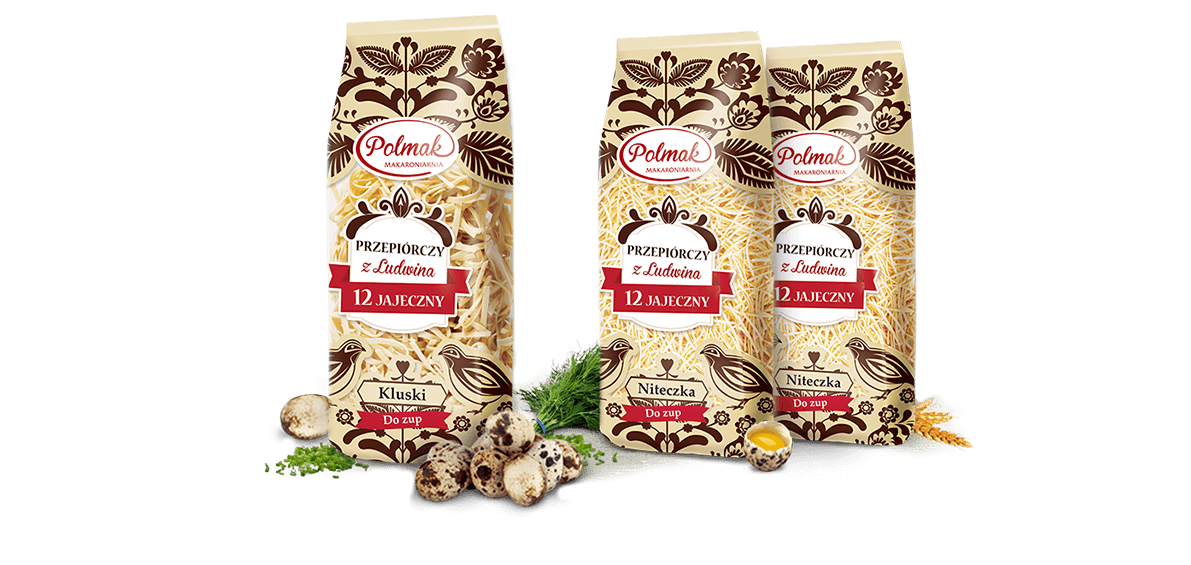 Polmak
MAKARONIARNIA
PRZEPIÓRCZY
z Ludwina
12 JAJECZNY
Kluski
Do zup
Polmak
MAKARONIARNIA
PRZEPIÓRCZY
z Ludwina
12 JAJECZNY
Niteczka
Do zup
Polmak
MAKARONIARNIA
PRZEPIÓRCZY
z Ludwina
12 JAJECZNY
Niteczka
Do zup